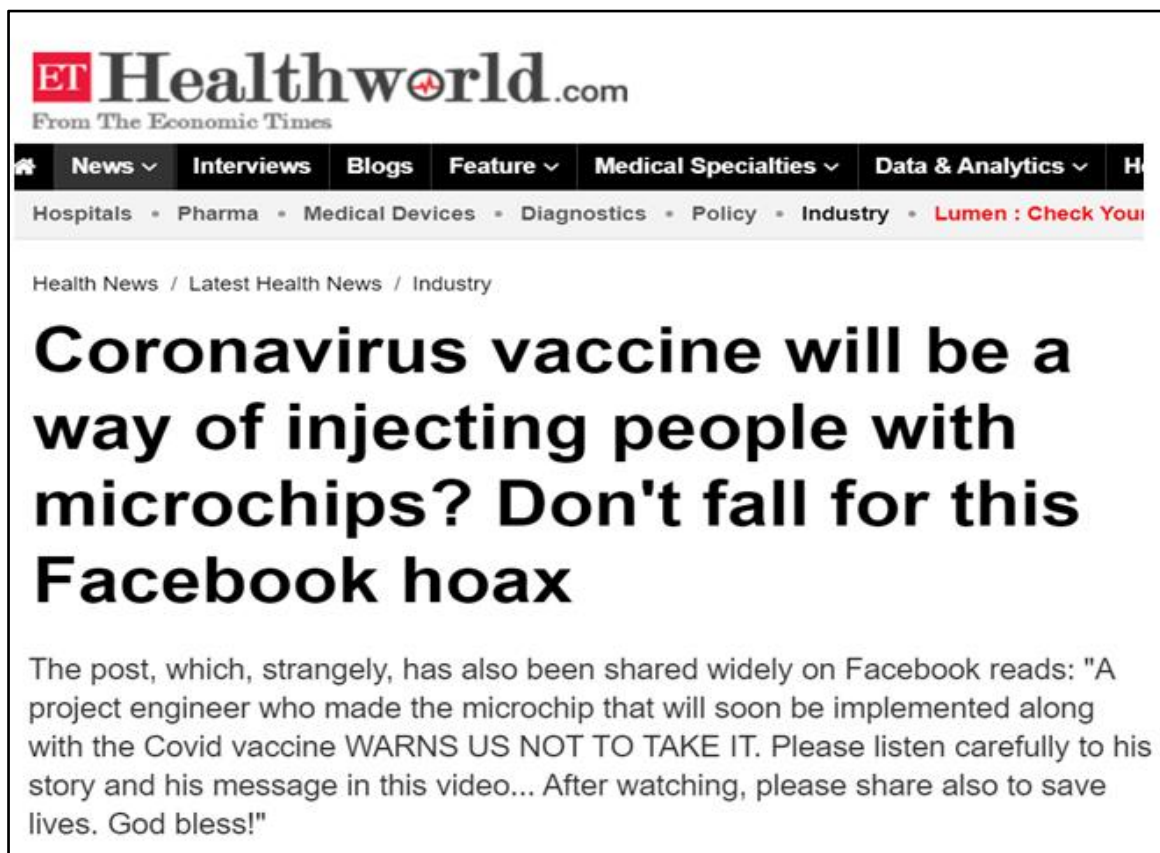 ET Healthworld.com
From The Economic Times
News Interviews Blogs Feature Medical Specialties Data & Analytics
Hospitals • Pharma • Medical Devices • Diagnostics • Policy • Industry • Lumen : Check Your
Health News / Latest Health News / Industry
Coronavirus vaccine will be a
way of injecting people with
microchips? Don't fall for this
Facebook hoax
The post, which, strangely, has also been shared widely on Facebook reads: "A
project engineer who made the microchip that will soon be implemented along
with the Covid vaccine WARNS US NOT TO TAKE IT. Please listen carefully to his
story and his message in this video... After watching, please share also to save
lives. God bless!"